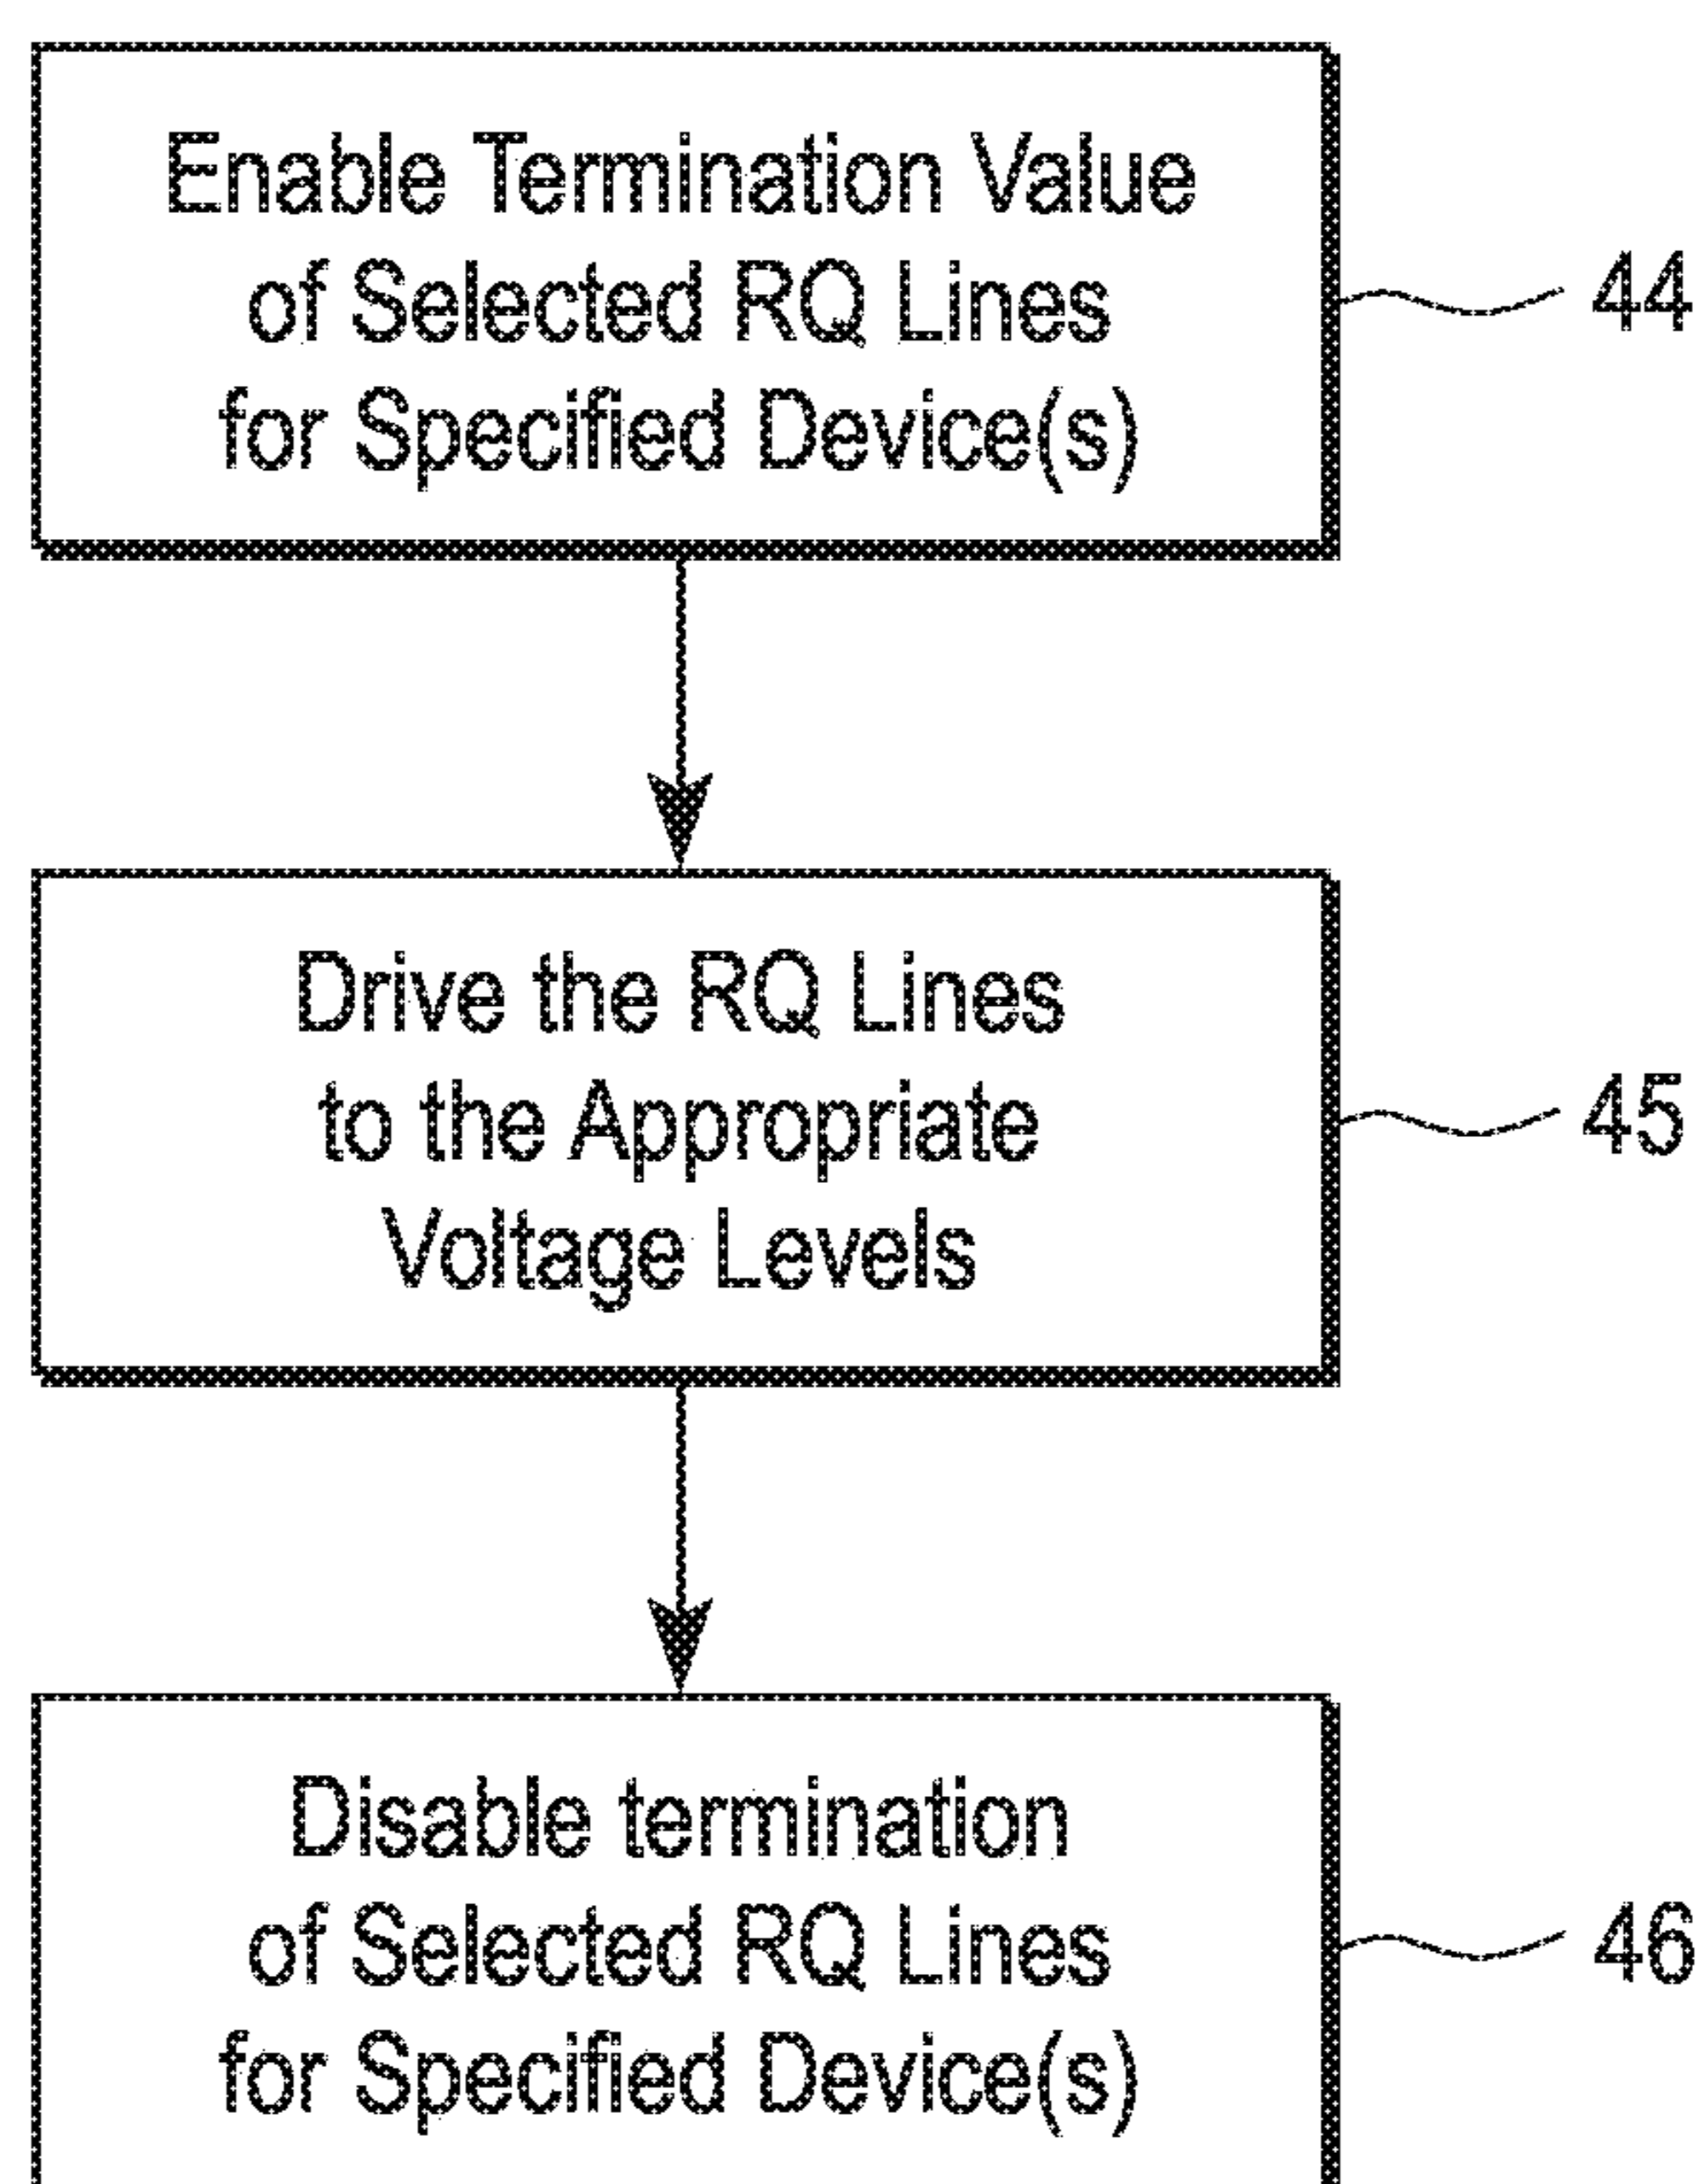 Enable Termination Value
of Selected RQ Lines
for Specified Device(s)
44
Drive the RQ Lines
to the Appropriate
Voltage Levels
45
Disable termination
of Selected RQ Lines
for Specified Device(s)
46